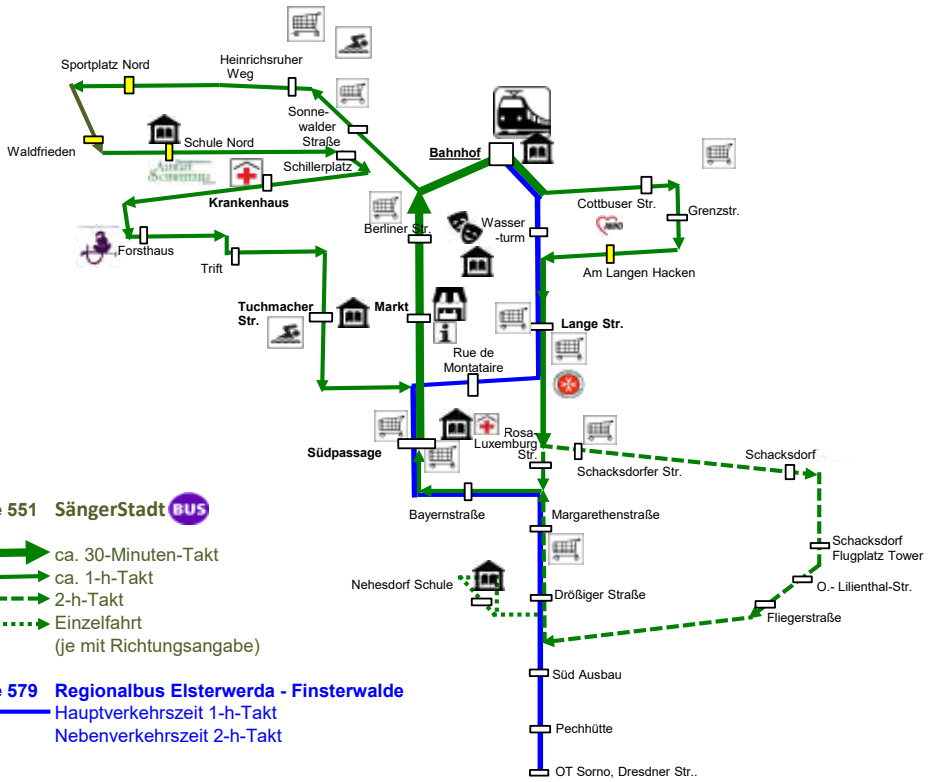 Sportplatz Nord
Heinrichsruher
Weg
Sonne-
walder
Straße
Waldfrieden
Schule Nord
Schillerplatz
Bahnhof
Krankenhaus
Cottbuser Str.
Grenzstr.
Berliner Str.
Wasser
-turm
Forsthaus
Trift
Am Langen Hacken
Tuchmacher
Str.
Markt
i
Lange Str.
Rue de
Montataire
Südpassage
Rosa-
Luxemburg
Str.
Schacksdorfer Str.
Schacksdorf
Bayernstraße
Margarethenstraße
Schacksdorf
Flugplatz Tower
Nehesdorf Schule
Drößiger Straße
O.- Lilienthal-Str.
Fliegerstraße
Süd Ausbau
Pechhütte
OT Sorno, Dresdner Str..
e 551 SängerStadt BUS
ca. 30-Minuten-Takt
ca. 1-h-Takt
2-h-Takt
Einzelfahrt
(je mit Richtungsangabe)
e 579 Regionalbus Elsterwerda - Finsterwalde
Hauptverkehrszeit 1-h-Takt
Nebenverkehrszeit 2-h-Takt